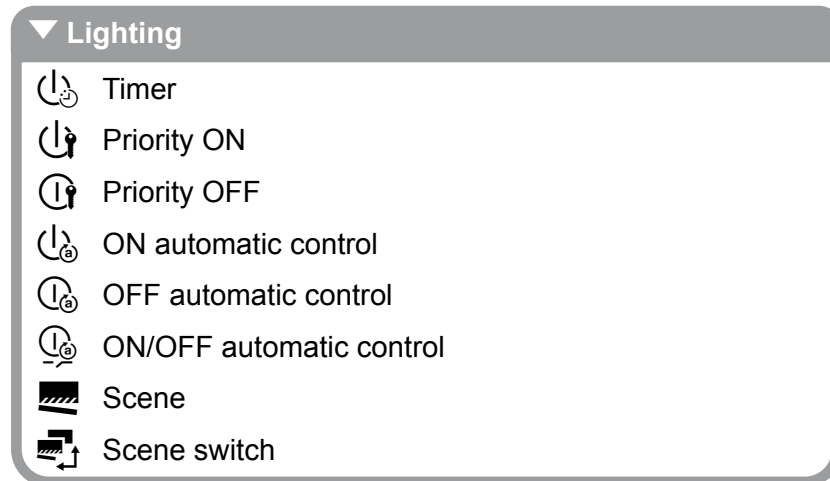 Lighting
Timer
Priority ON
Priority OFF
ON automatic control
OFF automatic control
ON/OFF automatic control
Scene
Scene switch